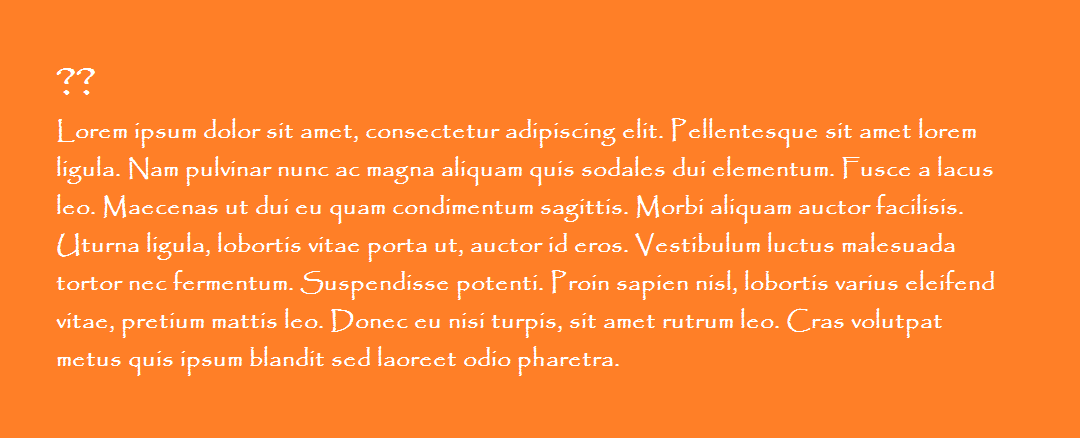 ??
Lorem ipsum dolor sit amet, consectetur adipiscing elit. Pellentesque sit amet lorem
ligula. Nam pulvinar nunc ac magna aliquam quis sodales dui elementum. Fusce a lacus
leo. Maecenas ut dui eu quam condimentum sagittis. Morbi aliquam auctor facilisis.
Uturna ligula, lobortis vitae porta ut, auctor id eros. Vestibulum luctus malesuada
tortor nec fermentum. Suspendisse potenti. Proin sapien nisl, lobortis varius eleifend
vitae, pretium mattis leo. Donec eu nisi turpis, sit amet rutrum leo. Cras volutpat
metus quis ipsum blandit sed laoreet odio pharetra.